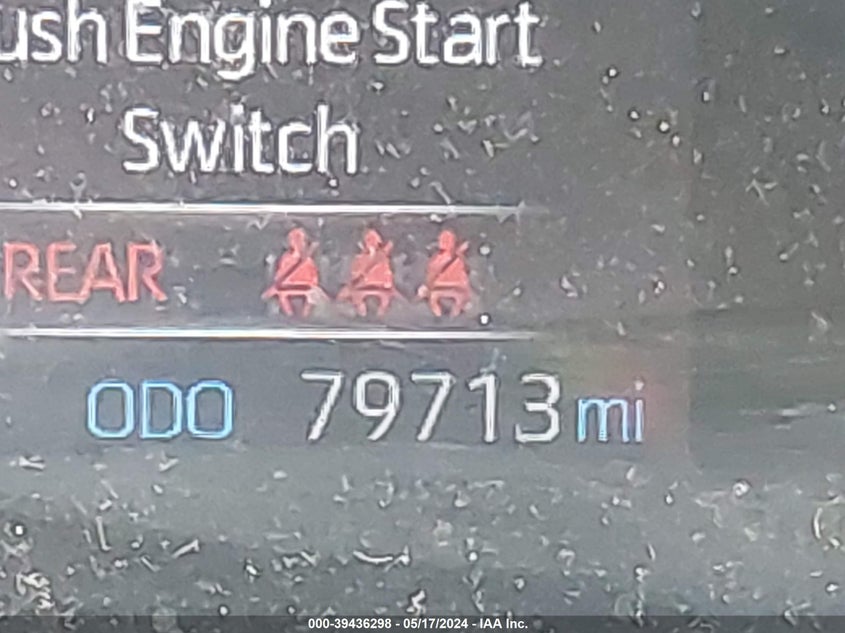 ush Engine Start
Switch
REAR
ODO 79713 mi
000-39436298 - 05/17/2024 - IAA Inc.